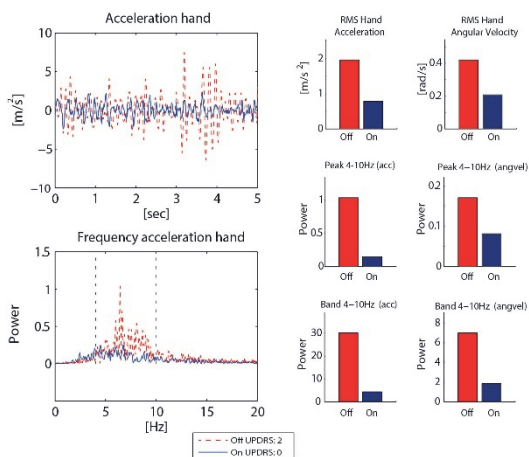 Acceleration hand
10
5
0
-5
-10
[m/s²]
0 1 2 3 4 5
[sec]
Frequency acceleration hand
1.5
1
0.5
0
Power
0 5 10 15 20
[Hz]
Off UPDRS: 2
On UPDRS: 0
RMS Hand
Acceleration
[m/s²]
2
1
0
Off On
RMS Hand
Angular Velocity
[rad/s]
0.4
0.2
0
Off On
Peak 4-10Hz (acc)
Power
1
0.5
0
Off On
Peak 4–10Hz (angvel)
Power
0.2
0.1
0
Off On
Band 4–10Hz (acc)
Power
30
20
10
0
Off On
Band 4–10Hz (angvel)
Power
8
6
4
2
0
Off On